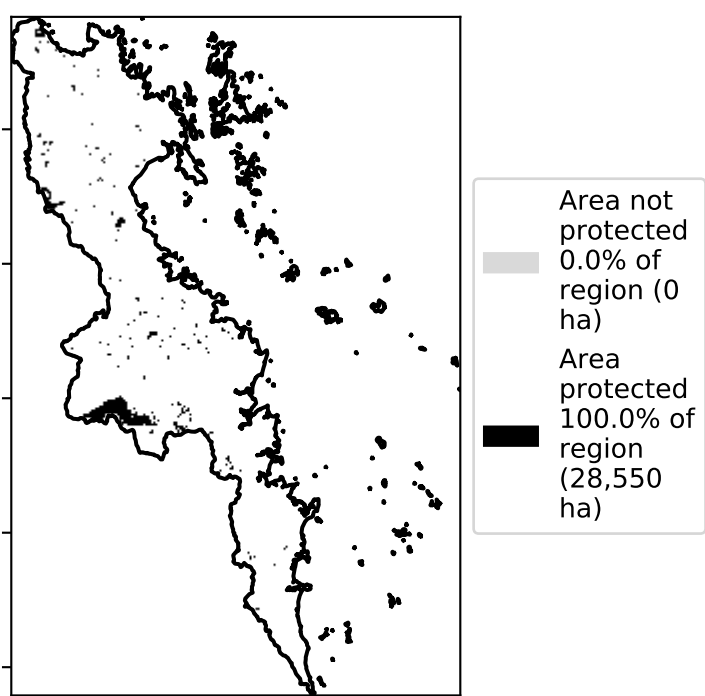 Area not
protected
0.0% of
region (0
ha)
Area
protected
100.0% of
region
(28,550
ha)